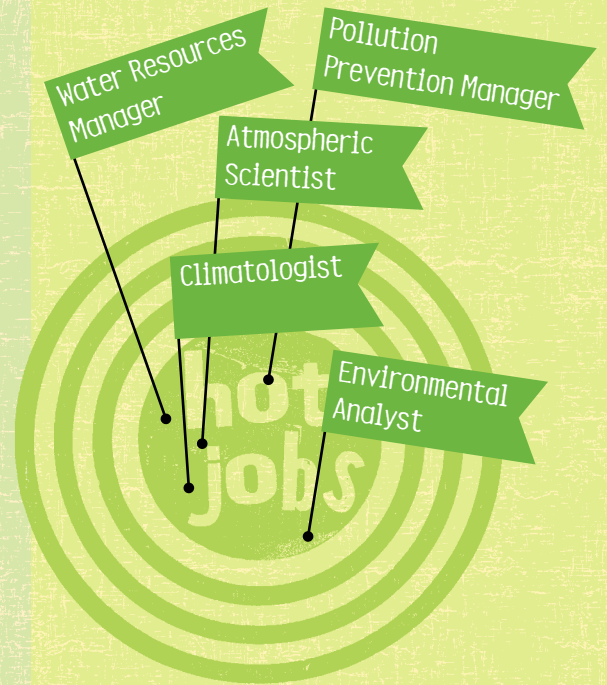 Water Resources
Manager
Pollution
Prevention Manager
Atmospheric
Scientist
Climatologist
Environmental
Analyst
hot
jobs